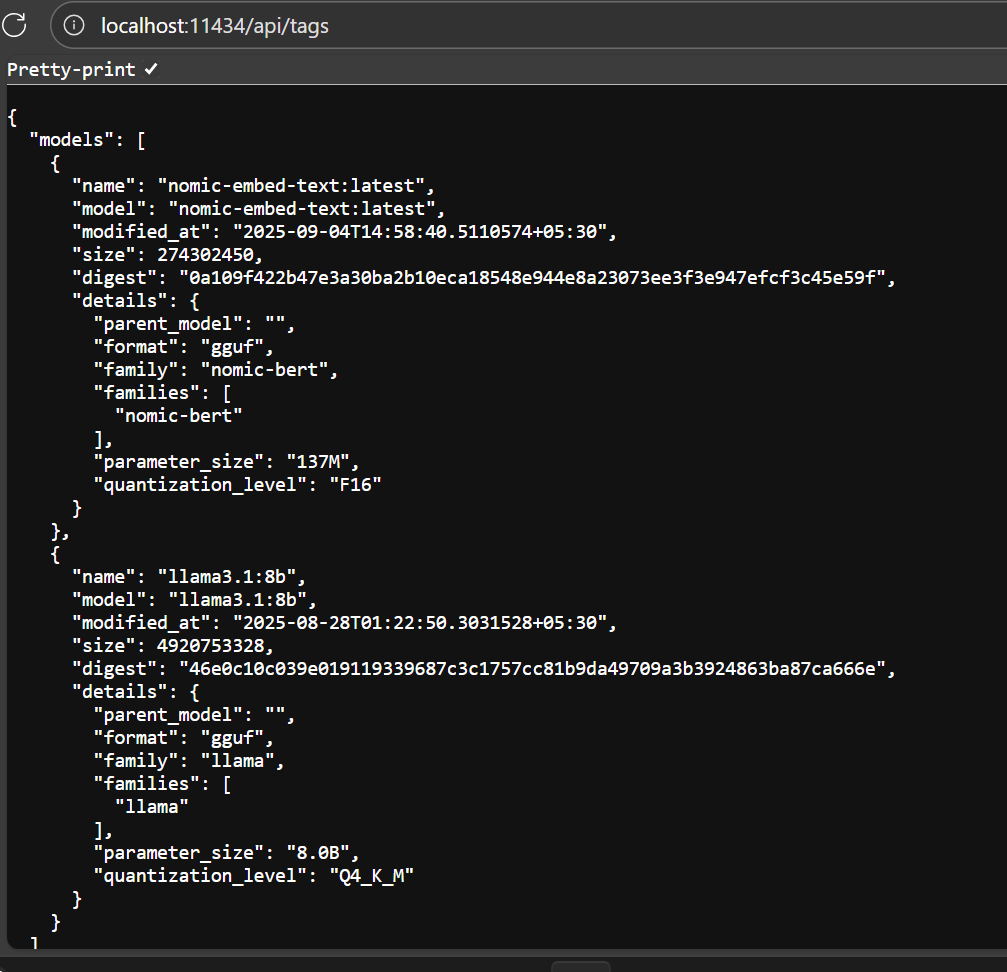 localhost:11434/api/tags
Pretty-print ✓
{
  "models": [
    {
      "name": "nomic-embed-text:latest",
      "model": "nomic-embed-text:latest",
      "modified_at": "2025-09-04T14:58:40.5110574+05:30",
      "size": 274302450,
      "digest": "0a109f422b47e3a30ba2b10eca18548e944e8a23073ee3f3e947efcf3c45e59f",
      "details": {
        "parent_model": "",
        "format": "gguf",
        "family": "nomic-bert",
        "families": [
          "nomic-bert"
        ],
        "parameter_size": "137M",
        "quantization_level": "F16"
      }
    },
    {
      "name": "llama3.1:8b",
      "model": "llama3.1:8b",
      "modified_at": "2025-08-28T01:22:50.3031528+05:30",
      "size": 4920753328,
      "digest": "46e0c10c039e019119339687c3c1757cc81b9da49709a3b3924863ba87ca666e",
      "details": {
        "parent_model": "",
        "format": "gguf",
        "family": "llama",
        "families": [
          "llama"
        ],
        "parameter_size": "8.0B",
        "quantization_level": "Q4_K_M"
      }
    }
  ]